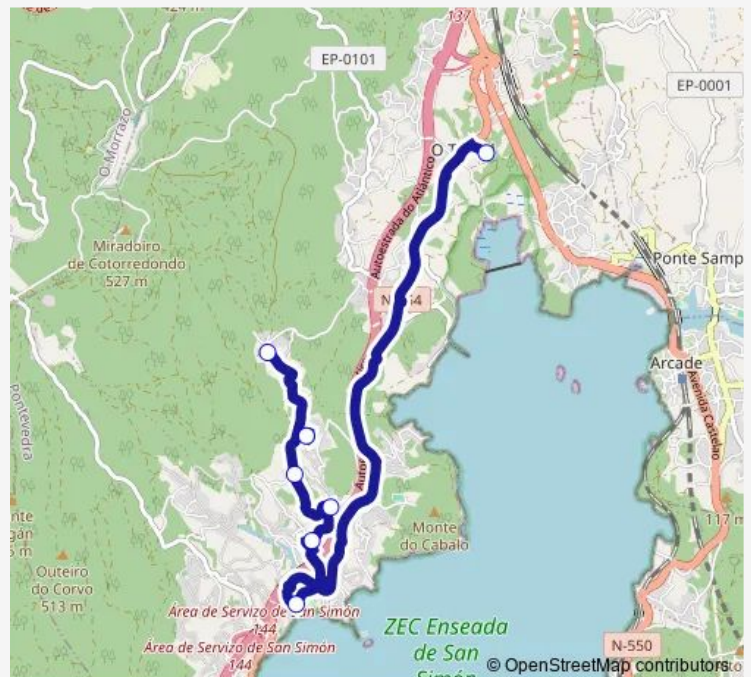 424 m
137
EP-0101
EP-0001
O Morrazo
Autoestrada do Atlántico
Miradoiro
de Cotorredondo
527 m
Ponte Samp
Arcade
Avenida Castelao
Pontevedra
Autor
Monte
do Cabalo
117 m
Outeiro
do Corvo
513 m
Área de Servizo de San Simón
144
Área de Servizo de San Simón
144
ZEC Enseada
de San
Simón
N-550
© OpenStreetMap contributors